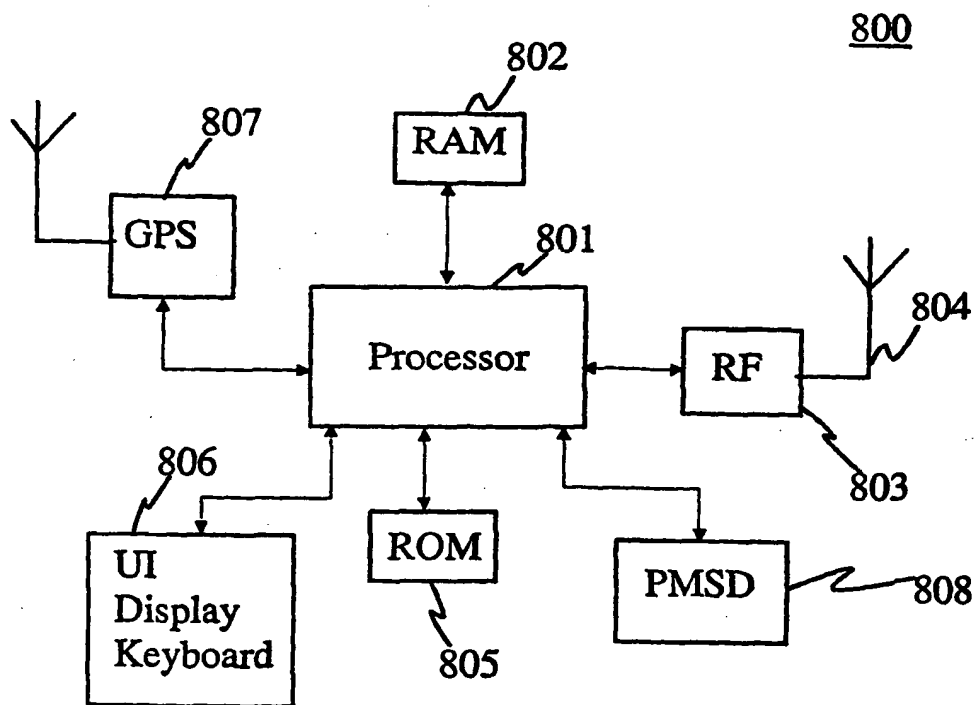 800
802
807
RAM
GPS
801
804
Processor
RF
806
803
UI
Display
Keyboard
ROM
PMSD
808
805